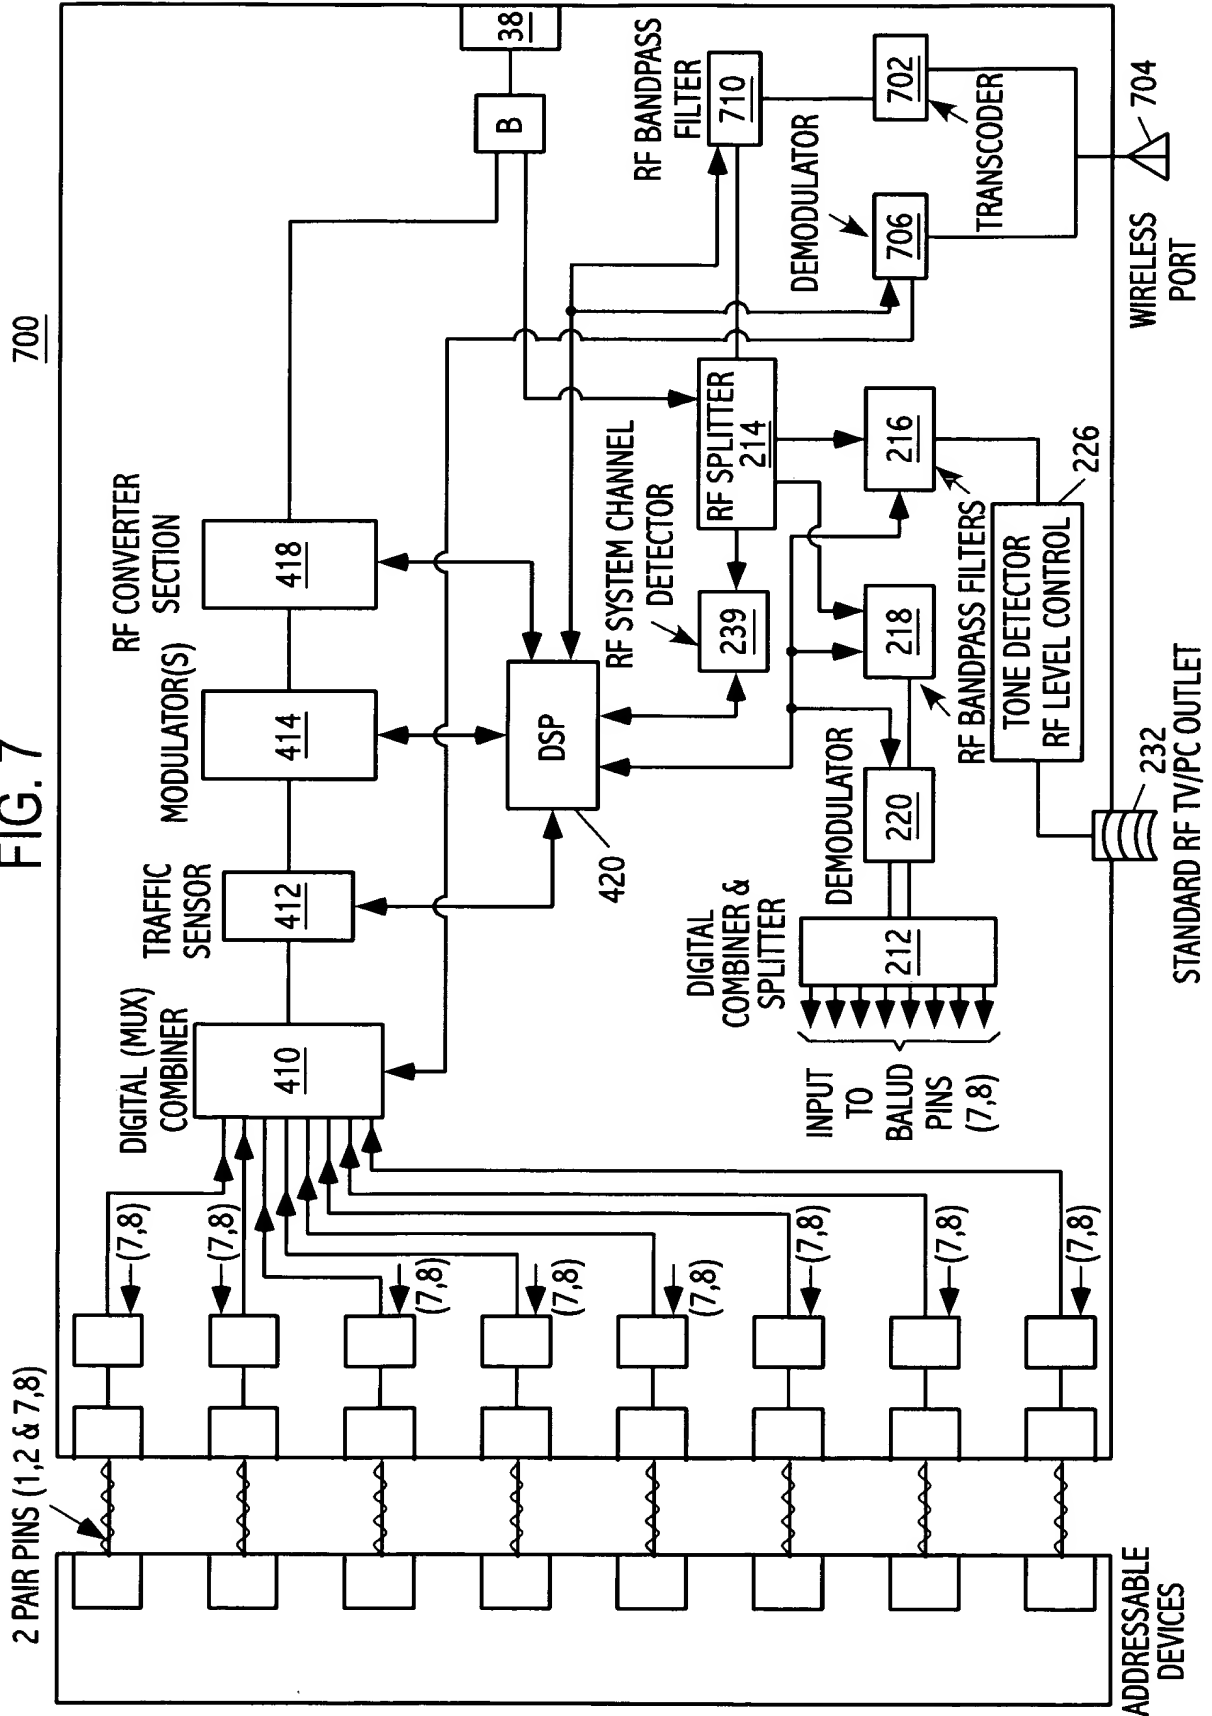 FIG. 7
700
2 PAIR PINS (1,2 & 7,8)
ADDRESSABLE
DEVICES
(7,8)
(7,8)
(7,8)
(7,8)
(7,8)
(7,8)
(7,8)
(7,8)
DIGITAL (MUX)
COMBINER
410
TRAFFIC
SENSOR
412
MODULATOR(S)
414
RF CONVERTER
SECTION
418
B
38
DSP
420
RF SYSTEM CHANNEL
DETECTOR
239
RF SPLITTER
214
RF BANDPASS
FILTER
710
702
TRANSCODER
DEMODULATOR
706
704
WIRELESS
PORT
216
218
RF BANDPASS FILTERS
DEMODULATOR
220
DIGITAL
COMBINER &
SPLITTER
212
INPUT
TO
BALUD
PINS
(7,8)
TONE DETECTOR
RF LEVEL CONTROL
226
232
STANDARD RF TV/PC OUTLET